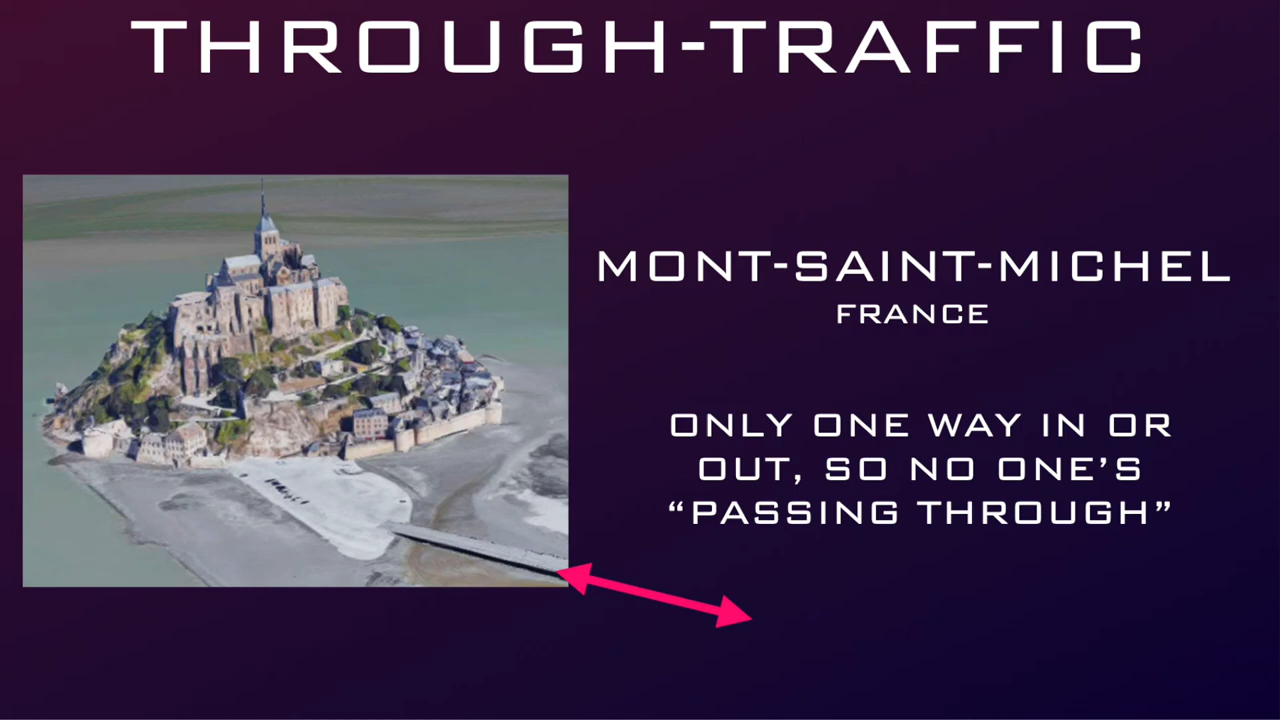 THROUGH-TRAFFIC
MONT-SAINT-MICHEL
FRANCE
ONLY ONE WAY IN OR
OUT, SO NO ONE’S
“PASSING THROUGH”